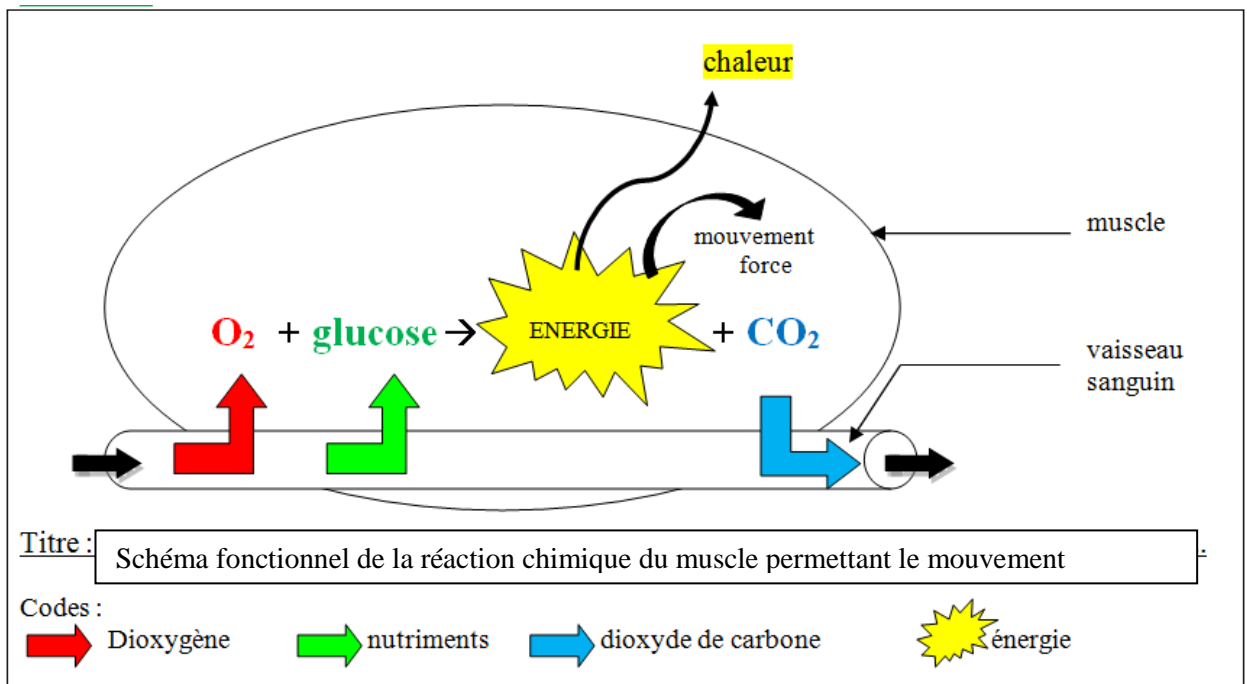 chaleur
mouvement
force
muscle
O₂ + glucose → ENERGIE + CO₂
vaisseau
sanguin
Titre : Schéma fonctionnel de la réaction chimique du muscle permettant le mouvement .
Codes :
Dioxygène nutriments dioxyde de carbone énergie